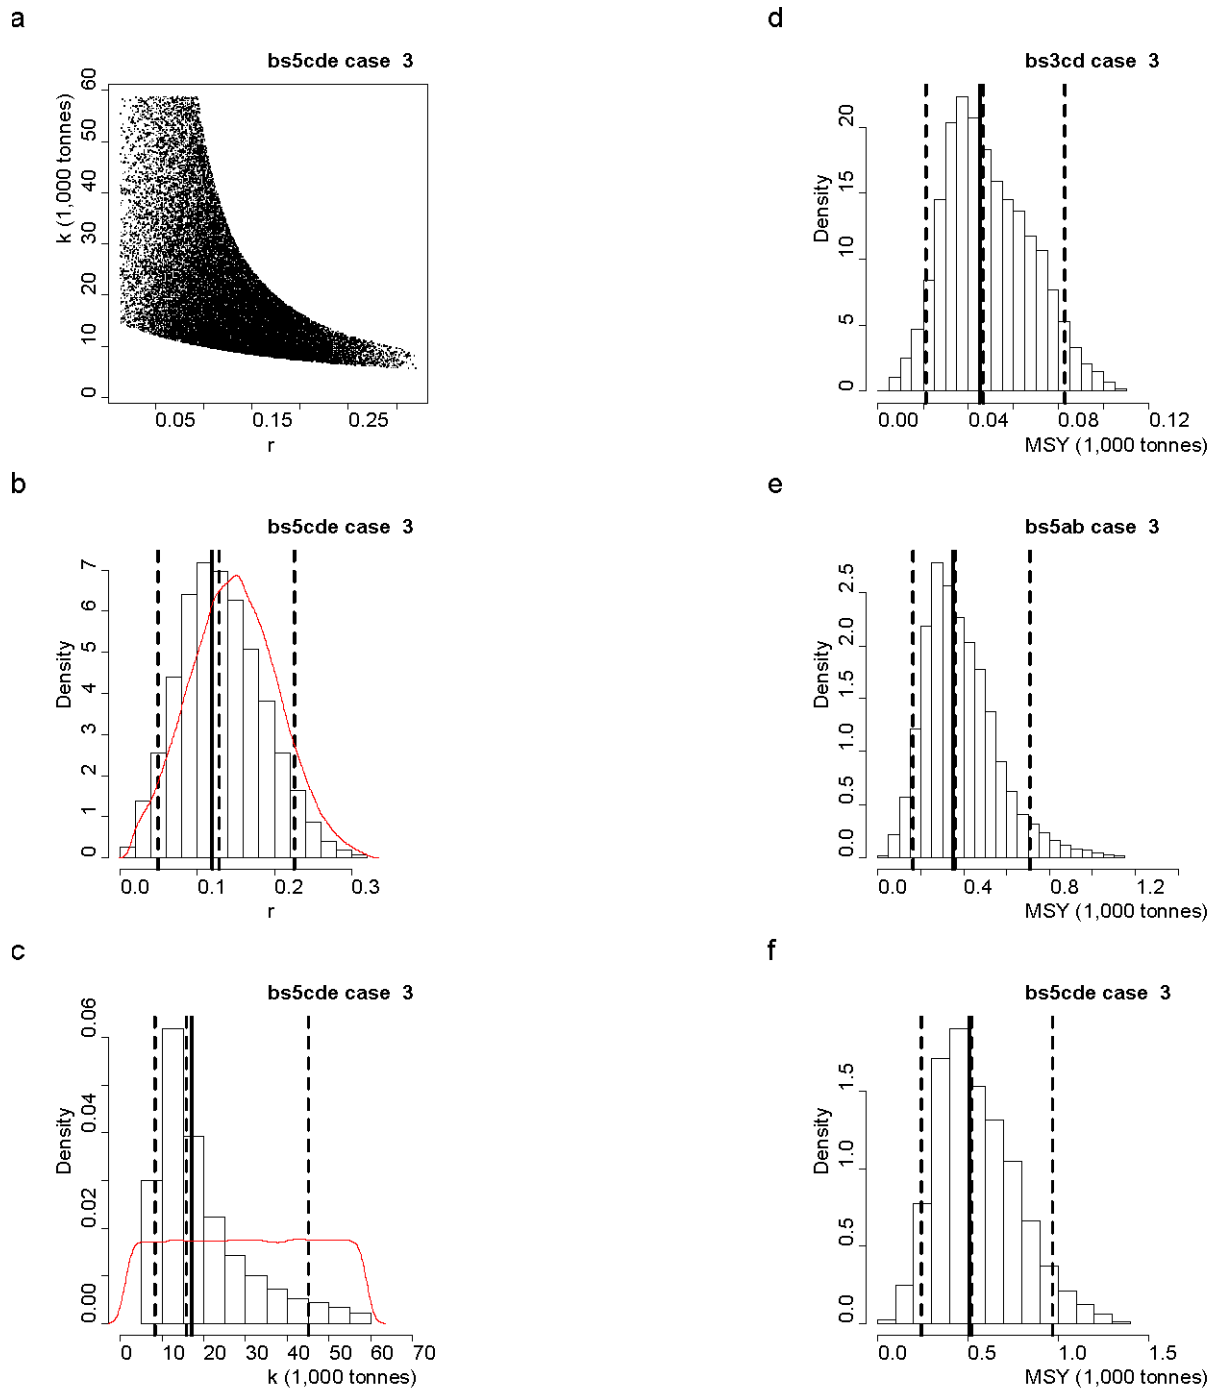 a
bs5cde case 3
k (1,000 tonnes)
0 10 20 30 40 50 60
0.05 0.15 0.25
r
b
bs5cde case 3
Density
0 1 2 3 4 5 6 7
0.0 0.1 0.2 0.3
r
c
bs5cde case 3
Density
0.00 0.02 0.04 0.06
0 10 20 30 40 50 60 70
k (1,000 tonnes)
d
bs3cd case 3
Density
0 5 10 15 20
0.00 0.04 0.12
MSY (1,000 tonnes)
e
bs5ab case 3
Density
0.0 0.5 1.0 1.5 2.0 2.5
0.0 0.4 0.8 1.2
MSY (1,000 tonnes)
f
bs5cde case 3
Density
0.0 0.5 1.0 1.5
0.0 0.5 1.0 1.5
MSY (1,000 tonnes)